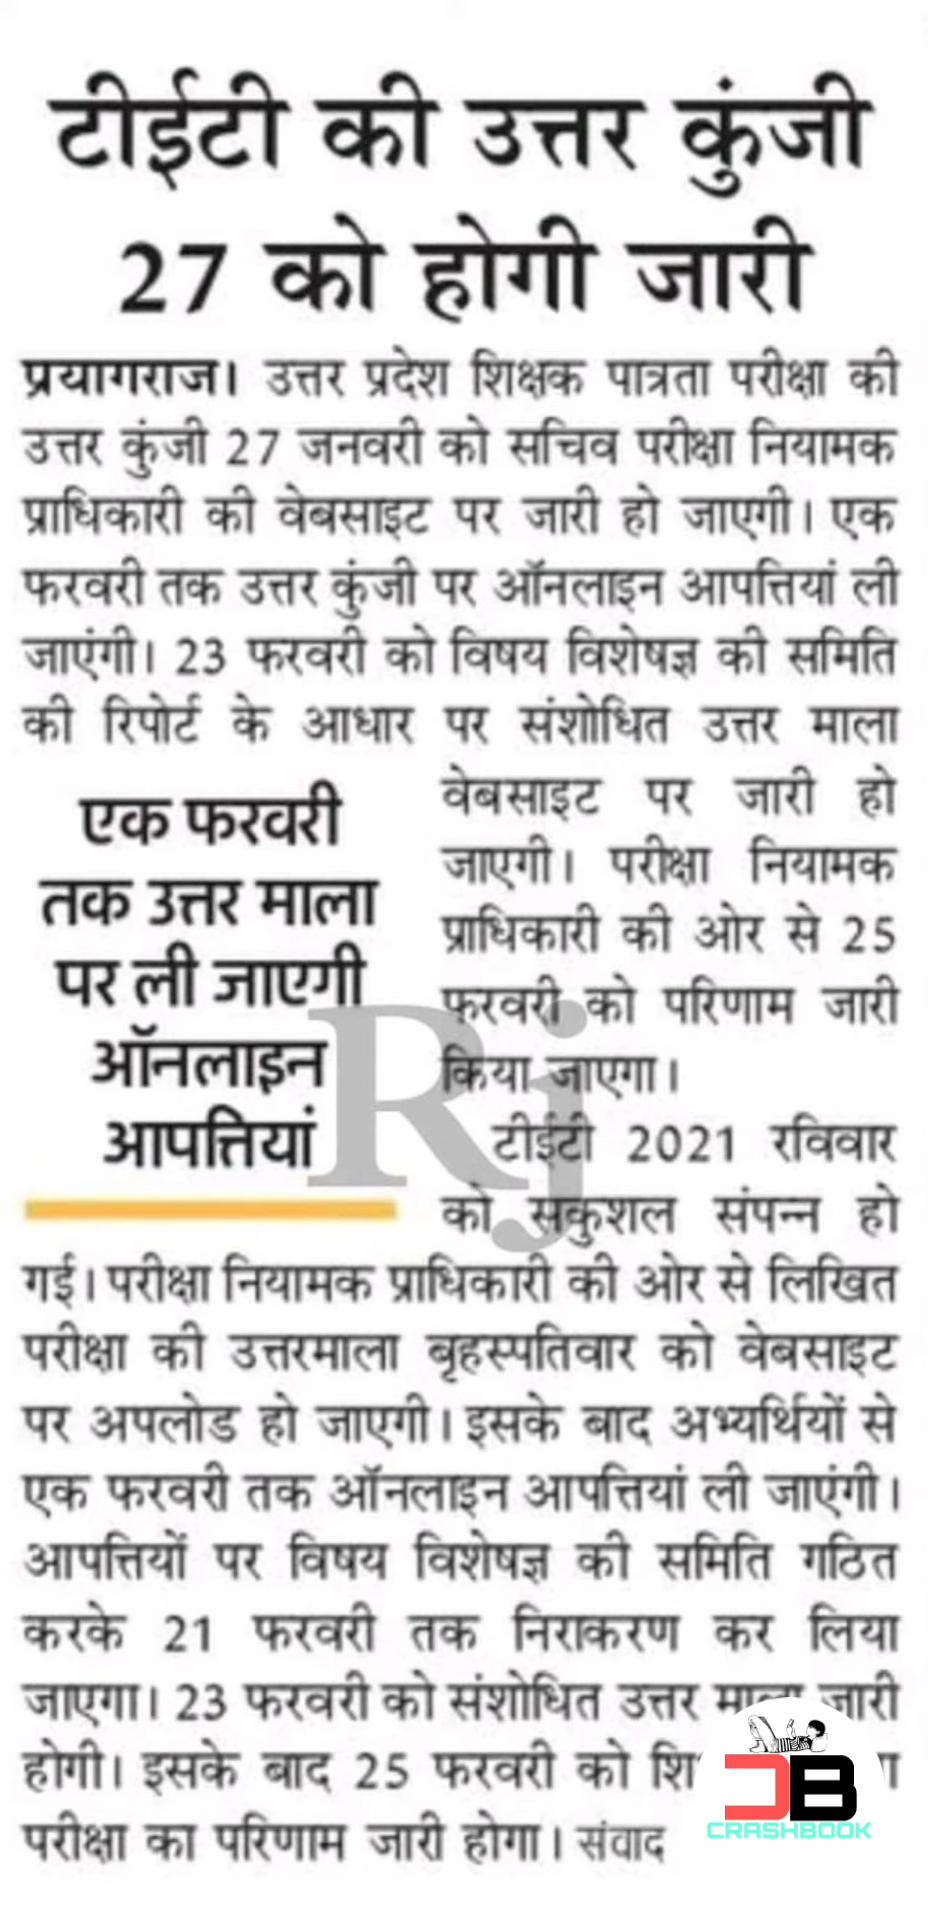 टीईटी की उत्तर कुंजी
27 को होगी जारी
प्रयागराज। उत्तर प्रदेश शिक्षक पात्रता परीक्षा की
उत्तर कुंजी 27 जनवरी को सचिव परीक्षा नियामक
प्राधिकारी की वेबसाइट पर जारी हो जाएगी। एक
फरवरी तक उत्तर कुंजी पर ऑनलाइन आपत्तियां ली
जाएंगी। 23 फरवरी को विषय विशेषज्ञ की समिति
की रिपोर्ट के आधार पर संशोधित उत्तर माला
वेबसाइट पर जारी हो
जाएगी। परीक्षा नियामक
प्राधिकारी की ओर से 25
फरवरी को परिणाम जारी
किया जाएगा।
एक फरवरी
तक उत्तर माला
पर ली जाएगी
ऑनलाइन
आपत्तियां
Rj
टीईटी 2021 रविवार
को सकुशल संपन्न हो
गई। परीक्षा नियामक प्राधिकारी की ओर से लिखित
परीक्षा की उत्तरमाला बृहस्पतिवार को वेबसाइट
पर अपलोड हो जाएगी। इसके बाद अभ्यर्थियों से
एक फरवरी तक ऑनलाइन आपत्तियां ली जाएंगी।
आपत्तियों पर विषय विशेषज्ञ की समिति गठित
करके 21 फरवरी तक निराकरण कर लिया
जाएगा। 23 फरवरी को संशोधित उत्तर माला जारी
होगी। इसके बाद 25 फरवरी को
परीक्षा का परिणाम जारी होगा। संवाद
CB
CRASHBOOK